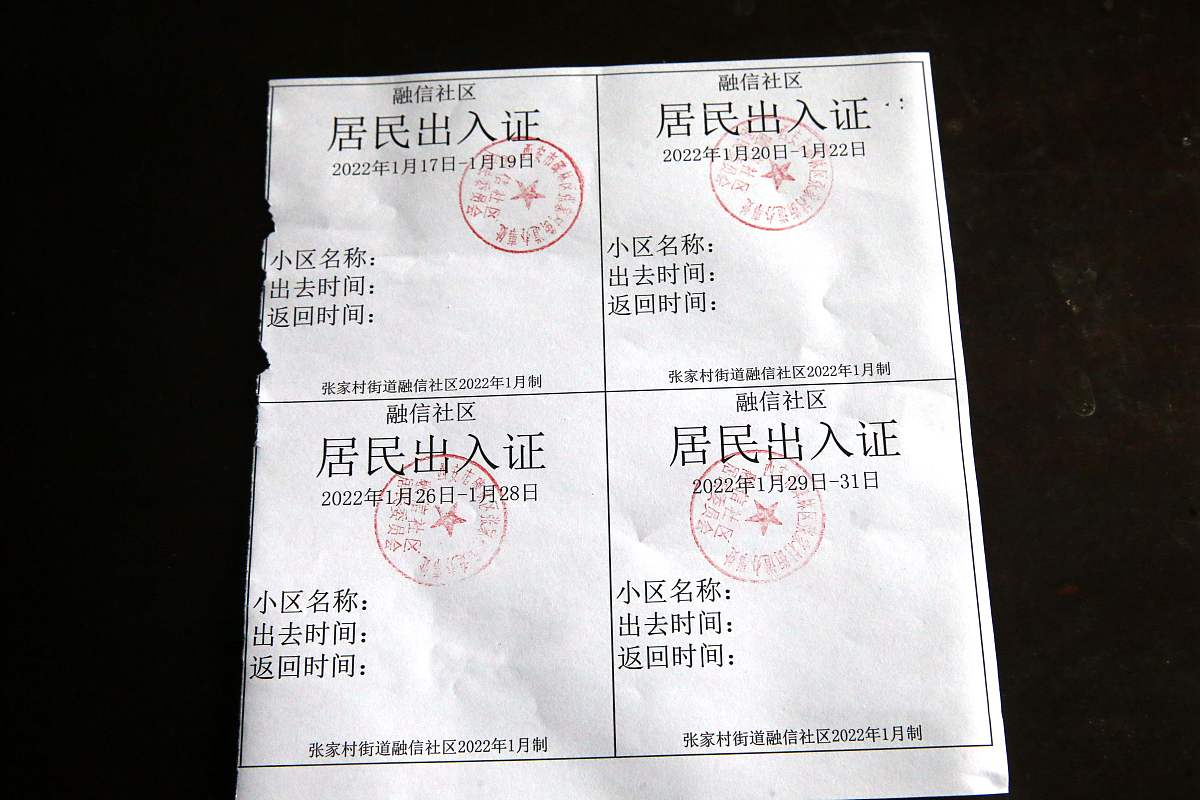 融信社区
居民出入证
2022年1月17日-1月19日
小区名称：
出去时间：
返回时间：
张家村街道融信社区2022年1月制
融信社区
居民出入证
2022年1月20日-1月22日
小区名称：
出去时间：
返回时间：
张家村街道融信社区2022年1月制
融信社区
居民出入证
2022年1月26日-1月28日
小区名称：
出去时间：
返回时间：
张家村街道融信社区2022年1月制
融信社区
居民出入证
2022年1月29日-31日
小区名称：
出去时间：
返回时间：
张家村街道融信社区2022年1月制